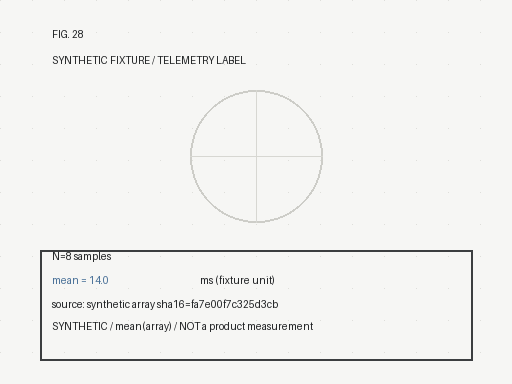 FIG. 28
SYNTHETIC FIXTURE / TELEMETRY LABEL
N=8 samples
mean = 14.0 ms (fixture unit)
source: synthetic array sha16=fa7e00f7c325d3cb
SYNTHETIC / mean(array) / NOT a product measurement